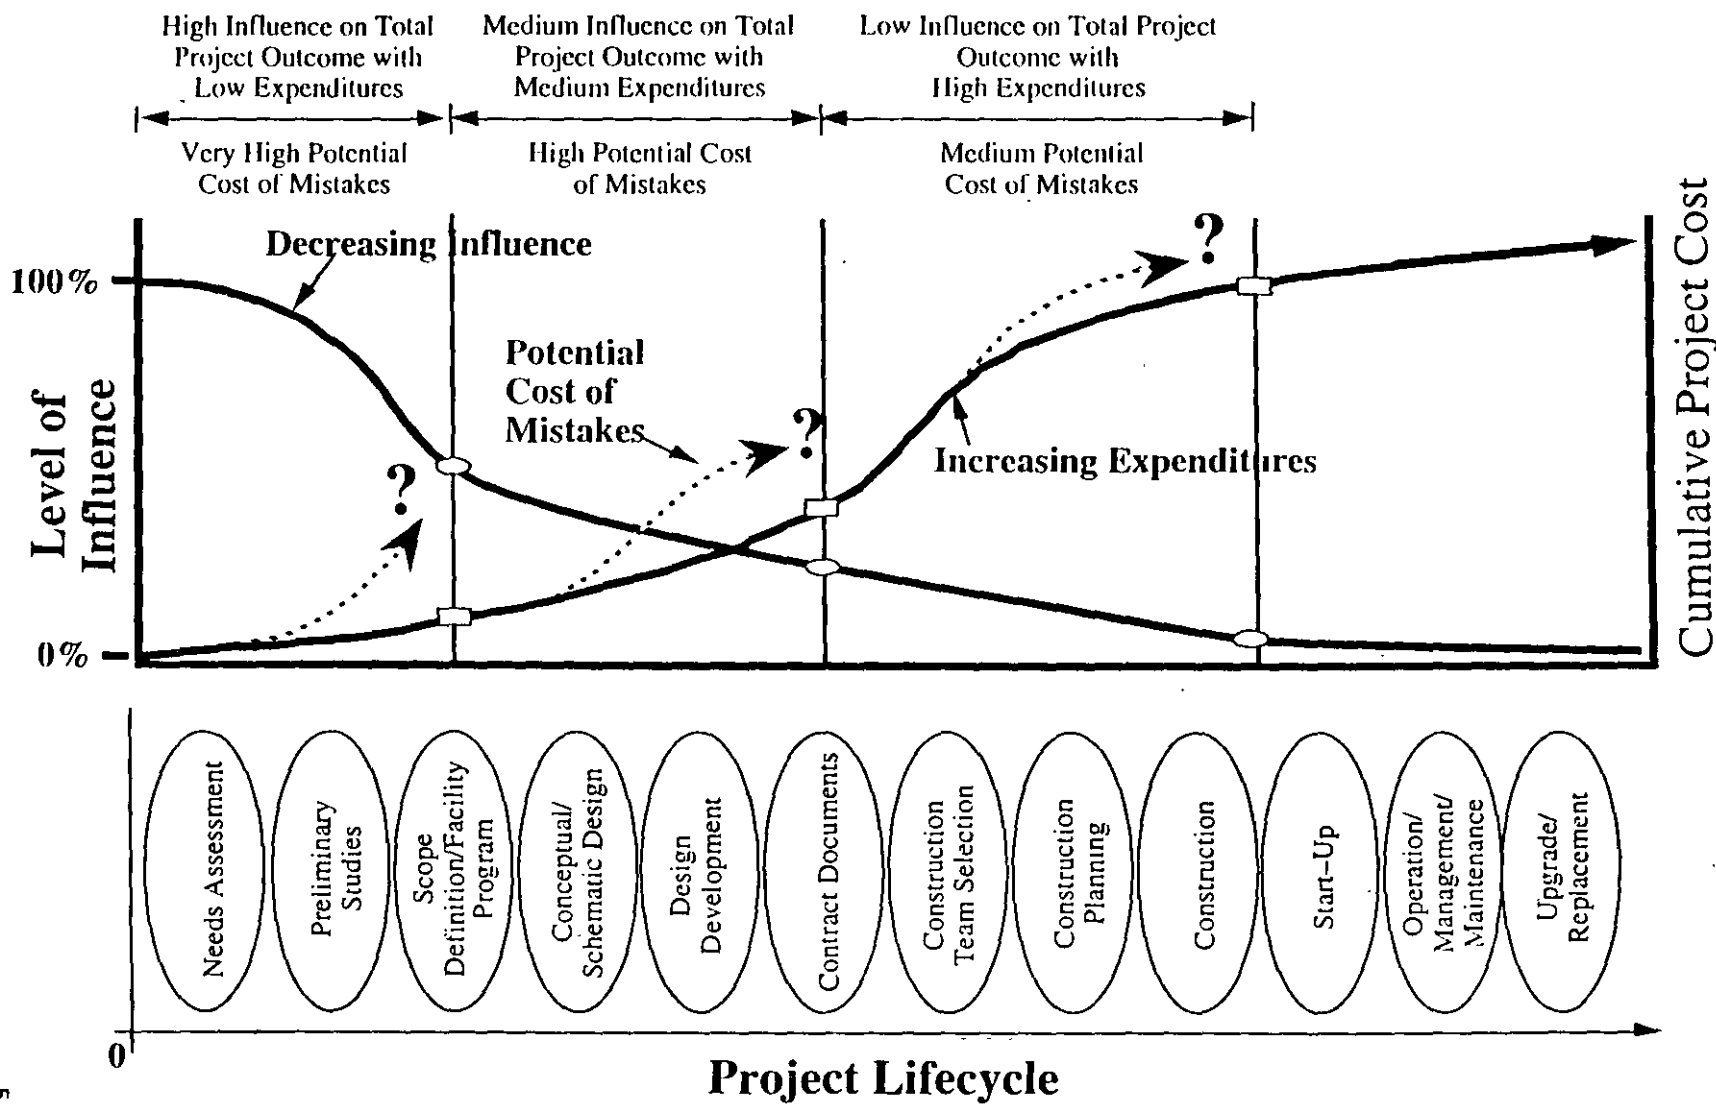 High Influence on Total
Project Outcome with
Low Expenditures
Medium Influence on Total
Project Outcome with
Medium Expenditures
Low Influence on Total Project
Outcome with
High Expenditures
Very High Potential
Cost of Mistakes
High Potential Cost
of Mistakes
Medium Potential
Cost of Mistakes
Decreasing Influence
?
100%
Potential
Cost of
Mistakes
?
Increasing Expenditures
?
Level of
Influence
0%
Cumulative Project Cost
Needs Assessment
Preliminary
Studies
Scope
Definition/Facility
Program
Conceptual/
Schematic Design
Design
Development
Contract Documents
Construction
Team Selection
Construction
Planning
Construction
Start-Up
Operation/
Management/
Maintenance
Upgrade/
Replacement
0
Project Lifecycle